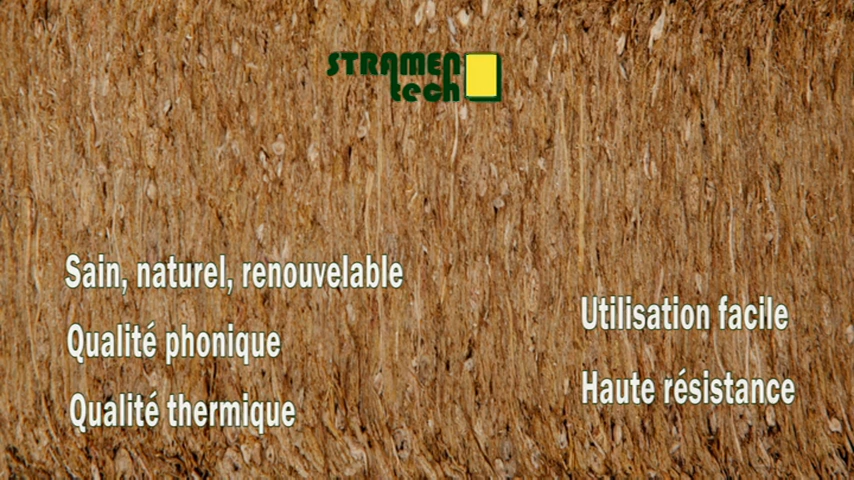 STRAMEN
tech
Sain, naturel, renouvelable
Qualité phonique
Qualité thermique
Utilisation facile
Haute résistance